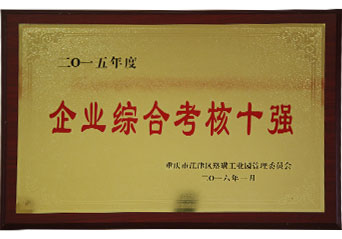 二〇一五年度
企业综合考核十强
重庆市江津区珞璜工业园管理委员会
二〇一六年一月